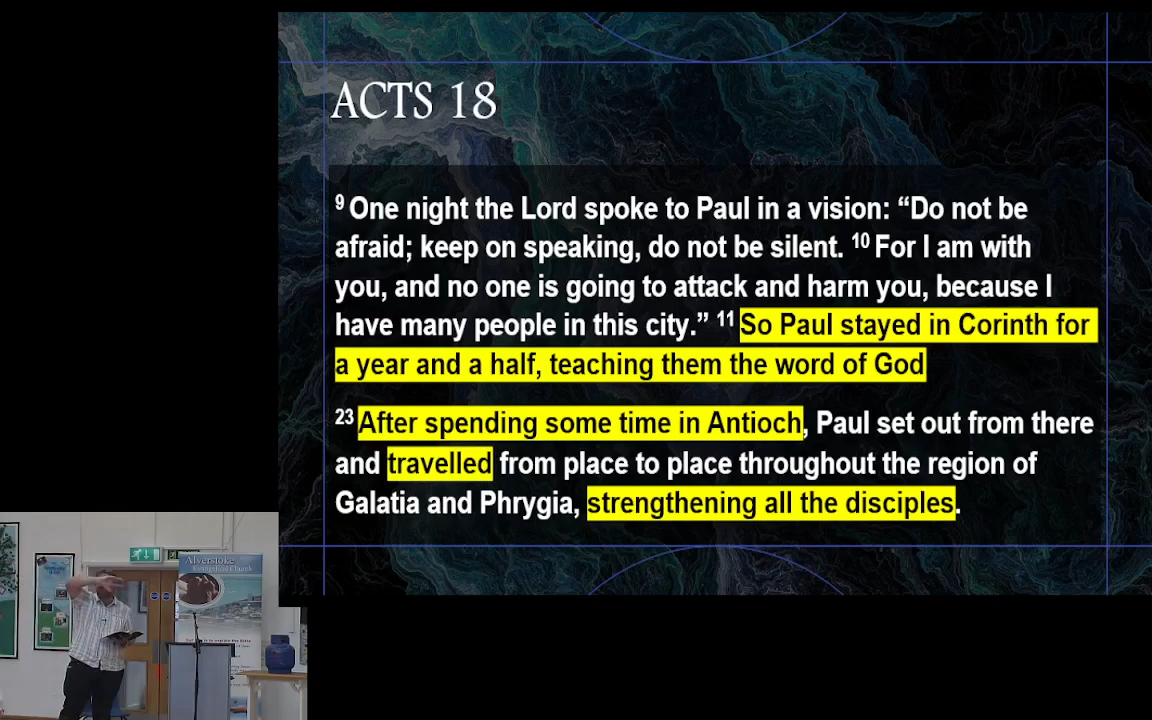 ACTS 18
9 One night the Lord spoke to Paul in a vision: “Do not be
afraid; keep on speaking, do not be silent. 10 For I am with
you, and no one is going to attack and harm you, because I
have many people in this city.” 11 So Paul stayed in Corinth for
a year and a half, teaching them the word of God
23 After spending some time in Antioch, Paul set out from there
and travelled from place to place throughout the region of
Galatia and Phrygia, strengthening all the disciples.
Alverstoke
Evangelical Church